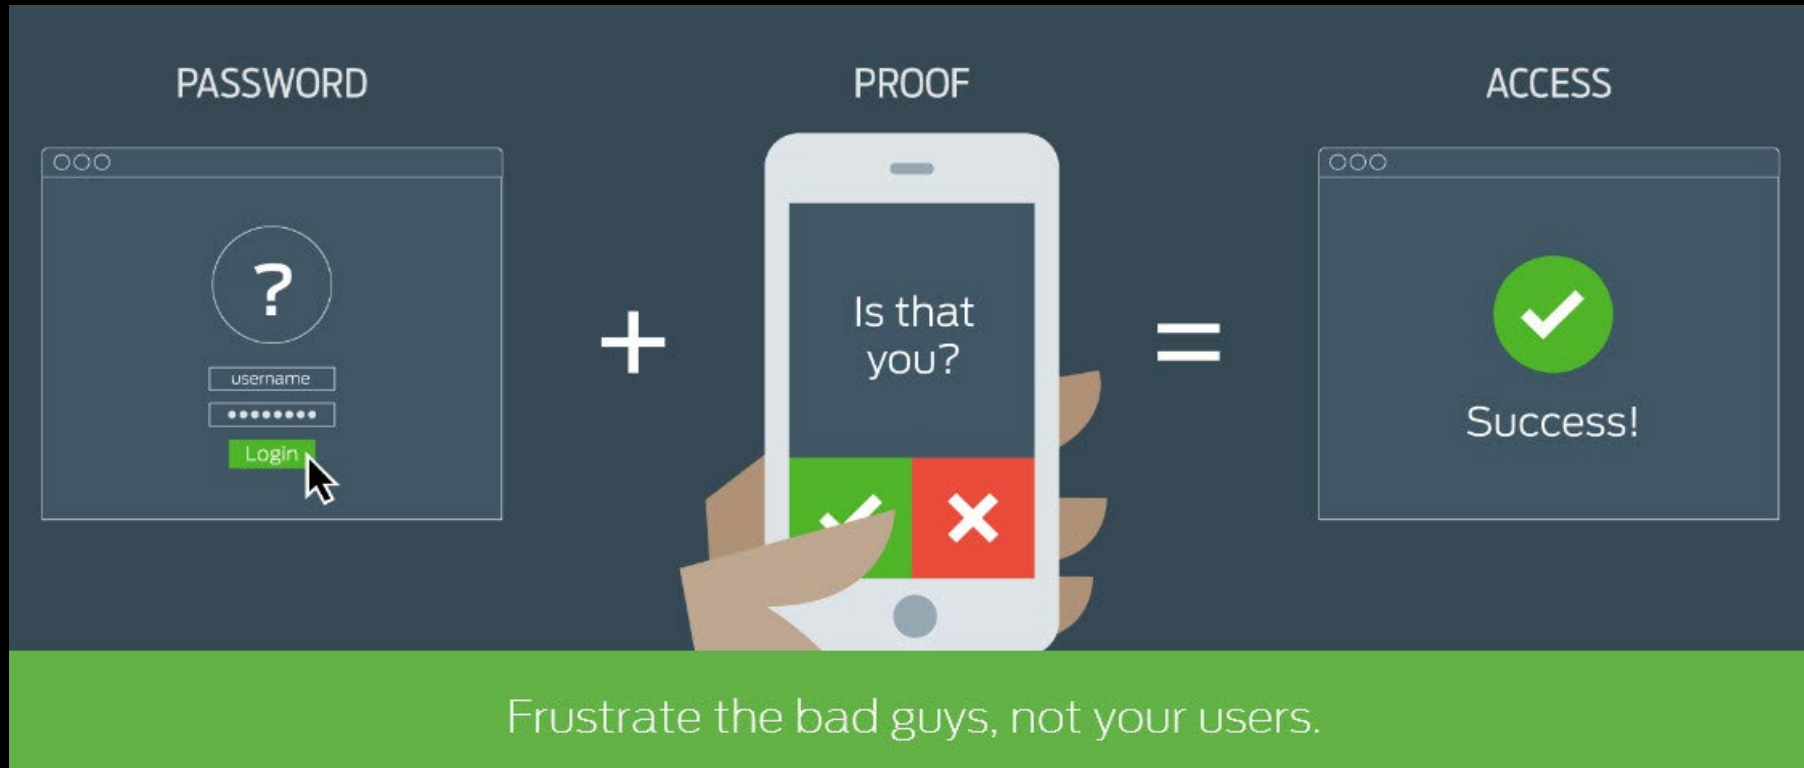 PASSWORD
PROOF
ACCESS
?
username
Login
Is that
you?
Success!
Frustrate the bad guys, not your users.